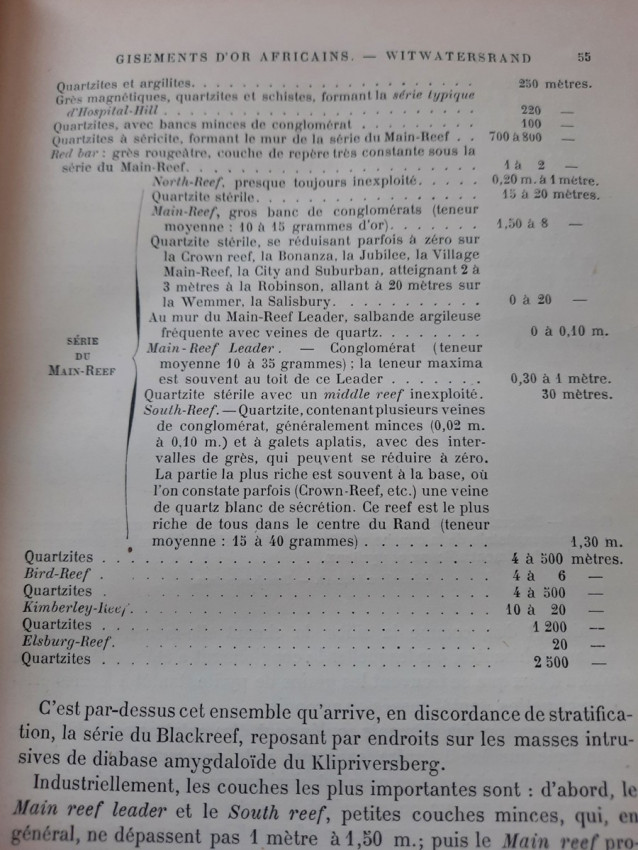 GISEMENTS D'OR AFRICAINS. — WITWATERSRAND 55
Quartzites et argilites. . . . . . . . . . . . . . . . . . . 250 mètres.
Grès magnétiques, quartzites et schistes, formant la série typique
d'Hospital-Hill . . . . . . . . . . . . . . . . . . . . . 220 —
Quartzites, avec bancs minces de conglomérat . . . . . . . . . 100 —
Quartzites à séricite, formant le mur de la série du Main-Reef . . 700 à 800 —
Red bar : grès rougeâtre, couche de repère très constante sous la
série du Main-Reef. . . . . . . . . . . . . . . . . . . . 1 à 2 —
SÉRIE
DU
MAIN-REEF
North-Reef, presque toujours inexploité. . . . . 0,20 m. à 1 mètre.
Quartzite stérile. . . . . . . . . . . . . . . 15 à 20 mètres.
Main-Reef, gros banc de conglomérats (teneur
moyenne : 10 à 15 grammes d'or). . . . . . . 1,50 à 8 —
Quartzite stérile, se réduisant parfois à zéro sur
la Crown reef, la Bonanza, la Jubilee, la Village
Main-Reef, la City and Suburban, atteignant 2 à
3 mètres à la Robinson, allant à 20 mètres sur
la Wemmer, la Salisbury. . . . . . . . . . . 0 à 20 —
Au mur du Main-Reef Leader, salbande argileuse
fréquente avec veines de quartz. . . . . . . . 0 à 0,10 m.
Main-Reef Leader. — Conglomérat (teneur
moyenne 10 à 35 grammes) ; la teneur maxima
est souvent au toit de ce Leader . . . . . . . 0,30 à 1 mètre.
Quartzite stérile avec un middle reef inexploité. 30 mètres.
South-Reef. — Quartzite, contenant plusieurs veines
de conglomérat, généralement minces (0,02 m.
à 0.10 m.) et à galets aplatis, avec des inter-
valles de grès, qui peuvent se réduire à zéro.
La partie la plus riche est souvent à la base, où
l'on constate parfois (Crown-Reef, etc.) une veine
de quartz blanc de sécrétion. Ce reef est le plus
riche de tous dans le centre du Rand (teneur
moyenne : 15 à 40 grammes) . . . . . . . . . 1,30 m.
Quartzites . . . . . . . . . . . . . . . . . . . . . . 4 à 500 mètres.
Bird-Reef . . . . . . . . . . . . . . . . . . . . . . 4 à 6 —
Quartzites . . . . . . . . . . . . . . . . . . . . . . 4 à 500 —
Kimberley-Reef. . . . . . . . . . . . . . . . . . . . . 10 à 20 —
Quartzites . . . . . . . . . . . . . . . . . . . . . . 1 200 —
Elsburg-Reef. . . . . . . . . . . . . . . . . . . . . . 20 —
Quartzites . . . . . . . . . . . . . . . . . . . . . . 2 500 —
C'est par-dessus cet ensemble qu'arrive, en discordance de stratifica-
tion, la série du Blackreef, reposant par endroits sur les masses intru-
sives de diabase amygdaloïde du Klipriversberg.
Industriellement, les couches les plus importantes sont : d'abord, le
Main reef leader et le South reef, petites couches minces, qui, en
général, ne dépassent pas 1 mètre à 1,50 m.; puis le Main reef pro-